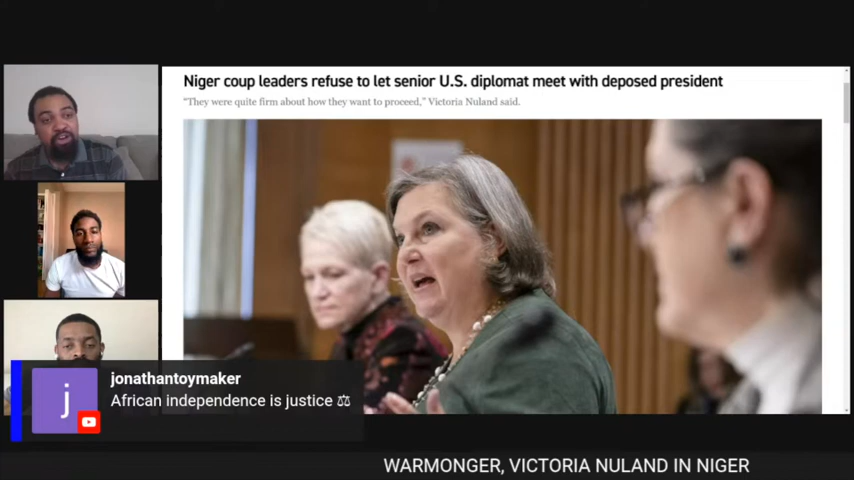 Niger coup leaders refuse to let senior U.S. diplomat meet with deposed president
“They were quite firm about how they want to proceed,” Victoria Nuland said.
j
jonathantoymaker
African independence is justice ⚖
WARMONGER, VICTORIA NULAND IN NIGER